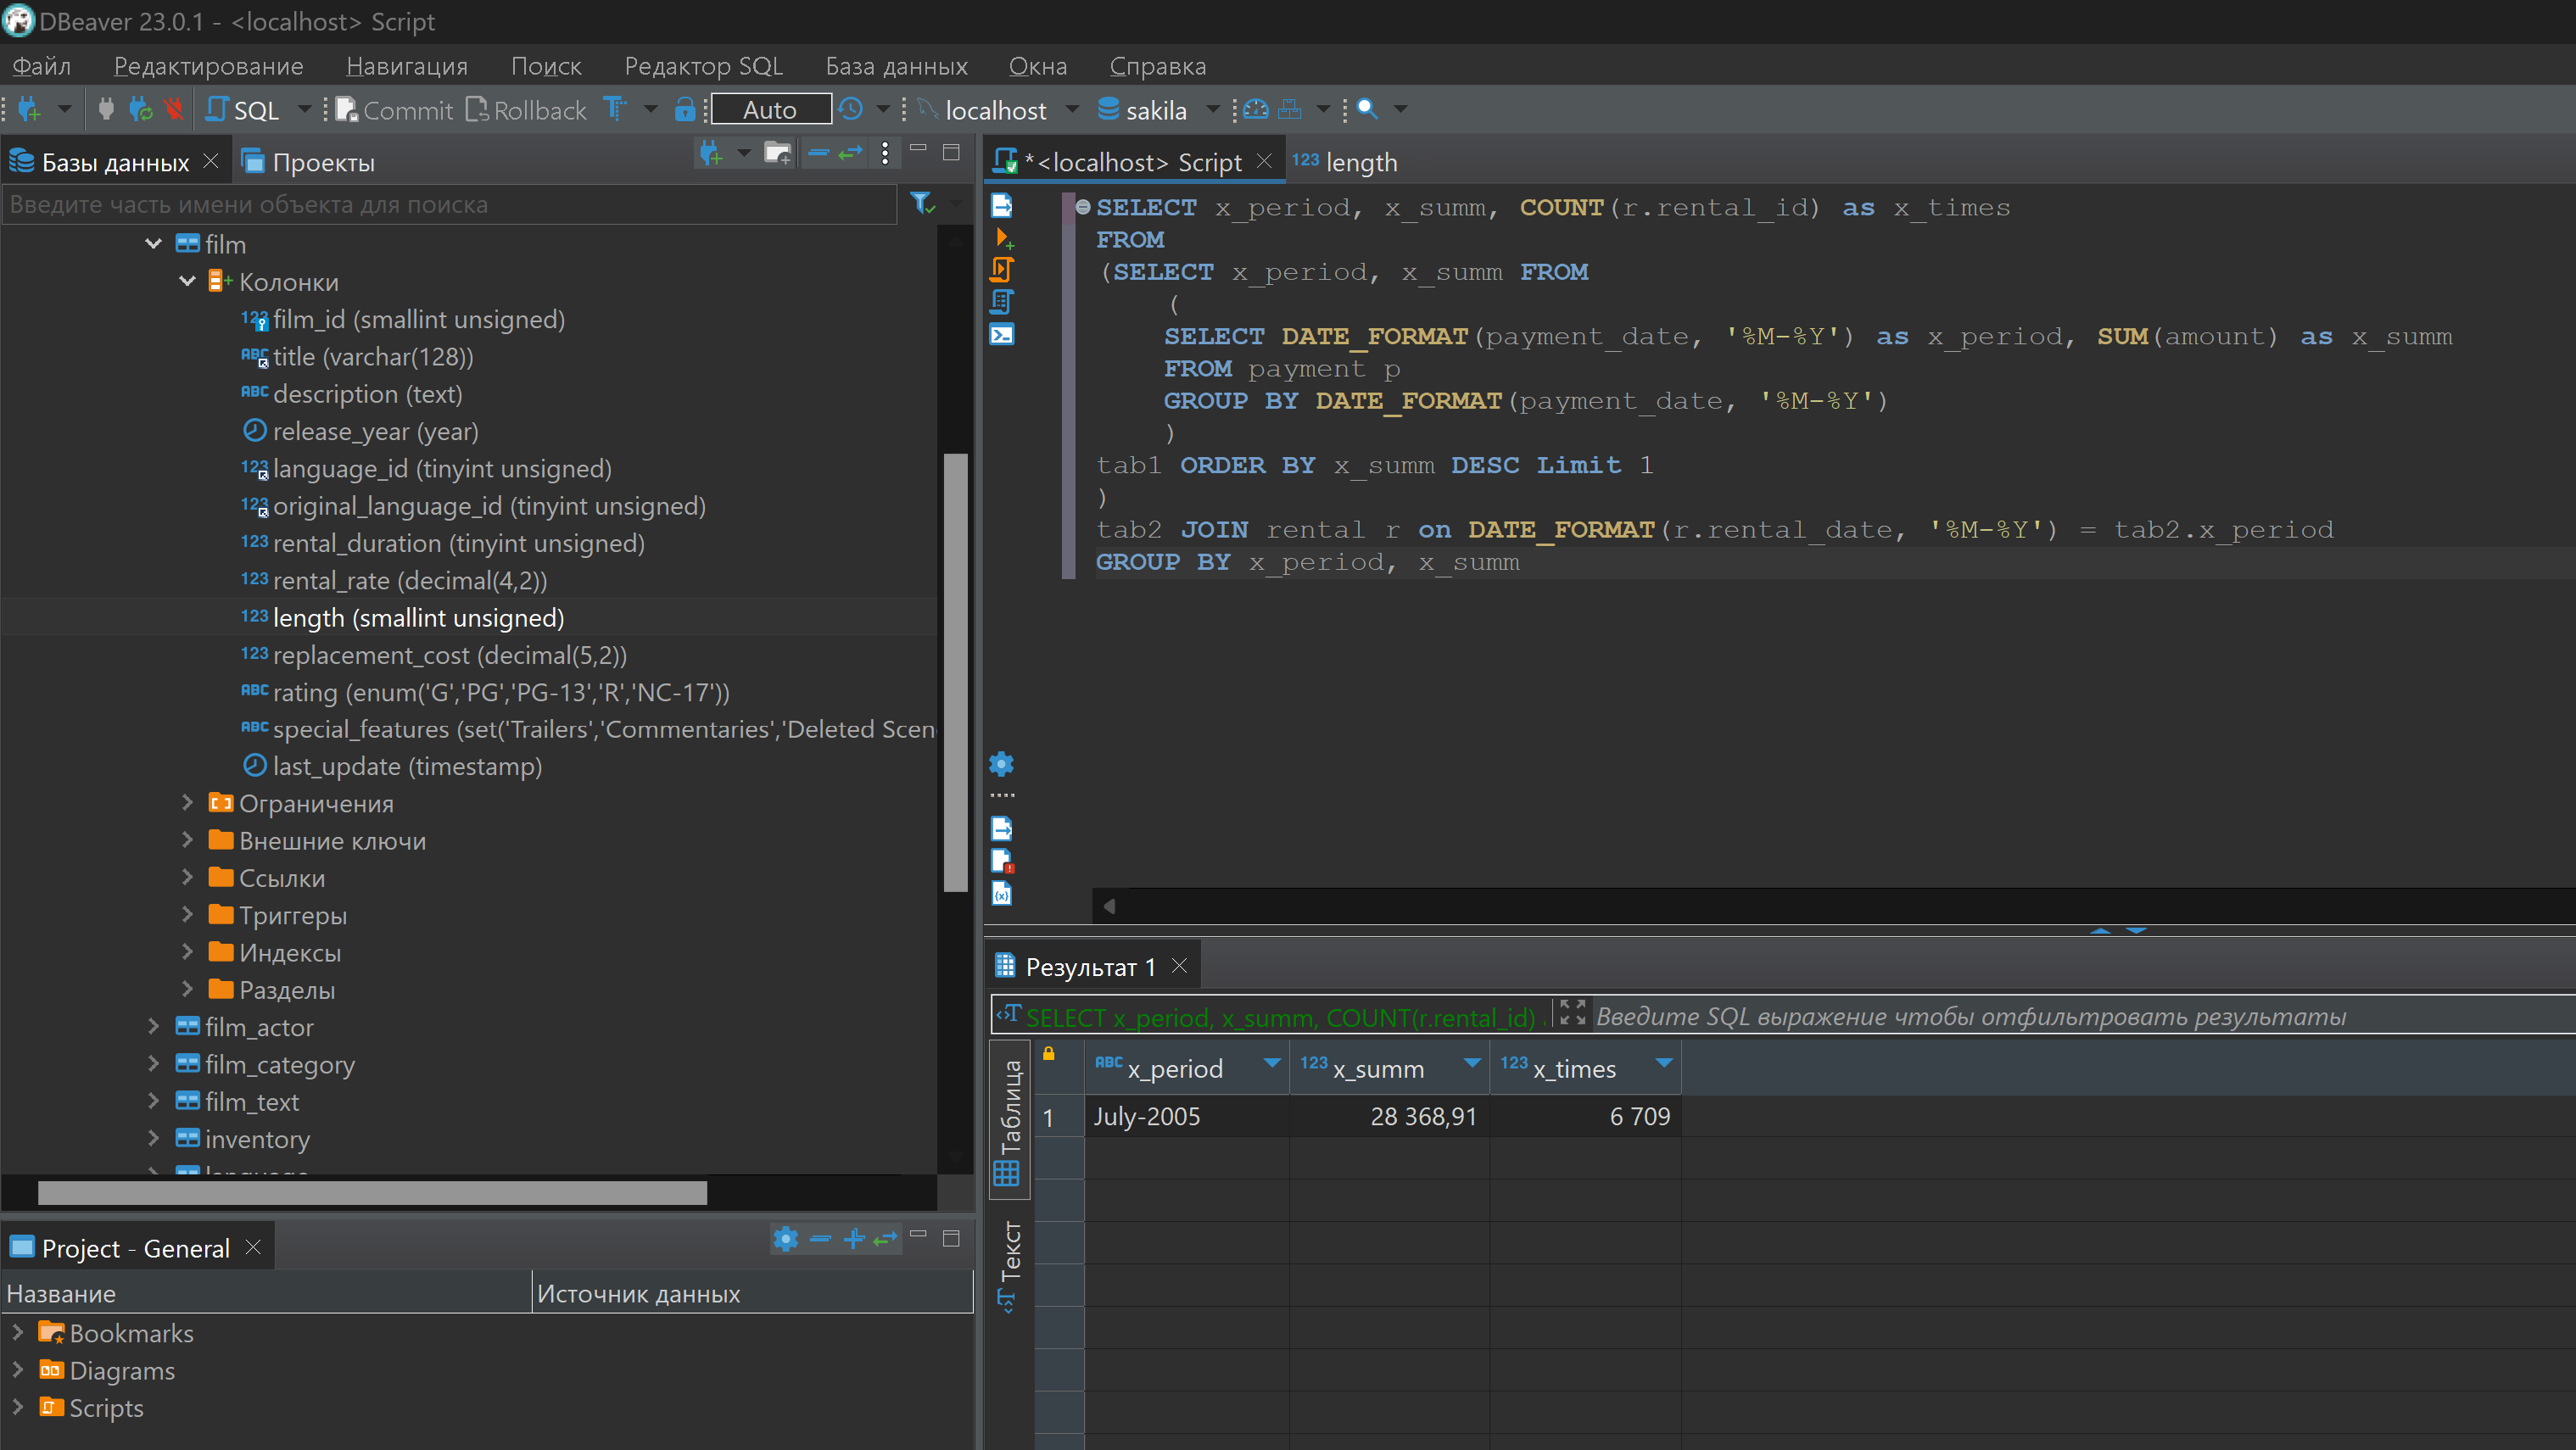 DBeaver 23.0.1 - <localhost> Script
Файл Редактирование Навигация Поиск Редактор SQL База данных Окна Справка
SQL Commit Rollback Auto localhost sakila
Базы данных Проекты
Введите часть имени объекта для поиска
film
Колонки
film_id (smallint unsigned)
title (varchar(128))
description (text)
release_year (year)
language_id (tinyint unsigned)
original_language_id (tinyint unsigned)
rental_duration (tinyint unsigned)
rental_rate (decimal(4,2))
length (smallint unsigned)
replacement_cost (decimal(5,2))
rating (enum('G','PG','PG-13','R','NC-17'))
special_features (set('Trailers','Commentaries','Deleted Scen
last_update (timestamp)
Ограничения
Внешние ключи
Ссылки
Триггеры
Индексы
Разделы
film_actor
film_category
film_text
inventory
Project - General
Название Источник данных
Bookmarks
Diagrams
Scripts
*<localhost> Script 123 length
SELECT x_period, x_summ, COUNT(r.rental_id) as x_times
FROM
(SELECT x_period, x_summ FROM
(
SELECT DATE_FORMAT(payment_date, '%M-%Y') as x_period, SUM(amount) as x_summ
FROM payment p
GROUP BY DATE_FORMAT(payment_date, '%M-%Y')
)
tab1 ORDER BY x_summ DESC Limit 1
)
tab2 JOIN rental r on DATE_FORMAT(r.rental_date, '%M-%Y') = tab2.x_period
GROUP BY x_period, x_summ
Результат 1
SELECT x_period, x_summ, COUNT(r.rental_id) Введите SQL выражение чтобы отфильтровать результаты
Таблица
Текст
ABC x_period 123 x_summ 123 x_times
1 July-2005 28 368,91 6 709